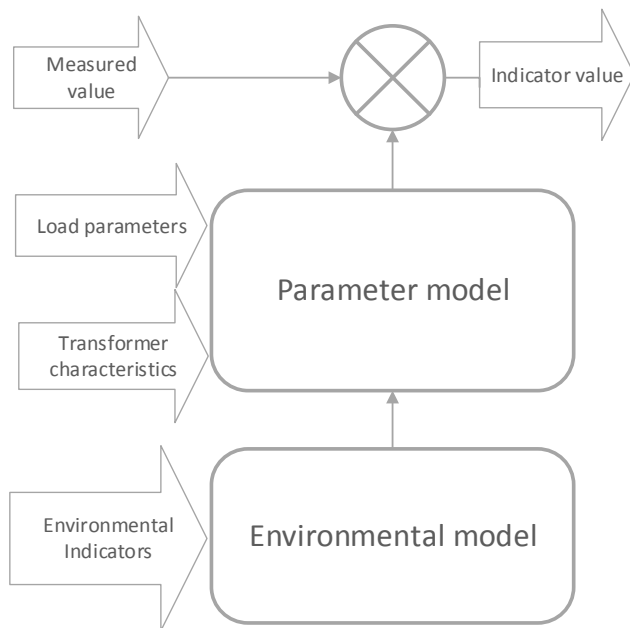 Measured
value
Indicator value
Load parameters
Parameter model
Transformer
characteristics
Environmental
Indicators
Environmental model